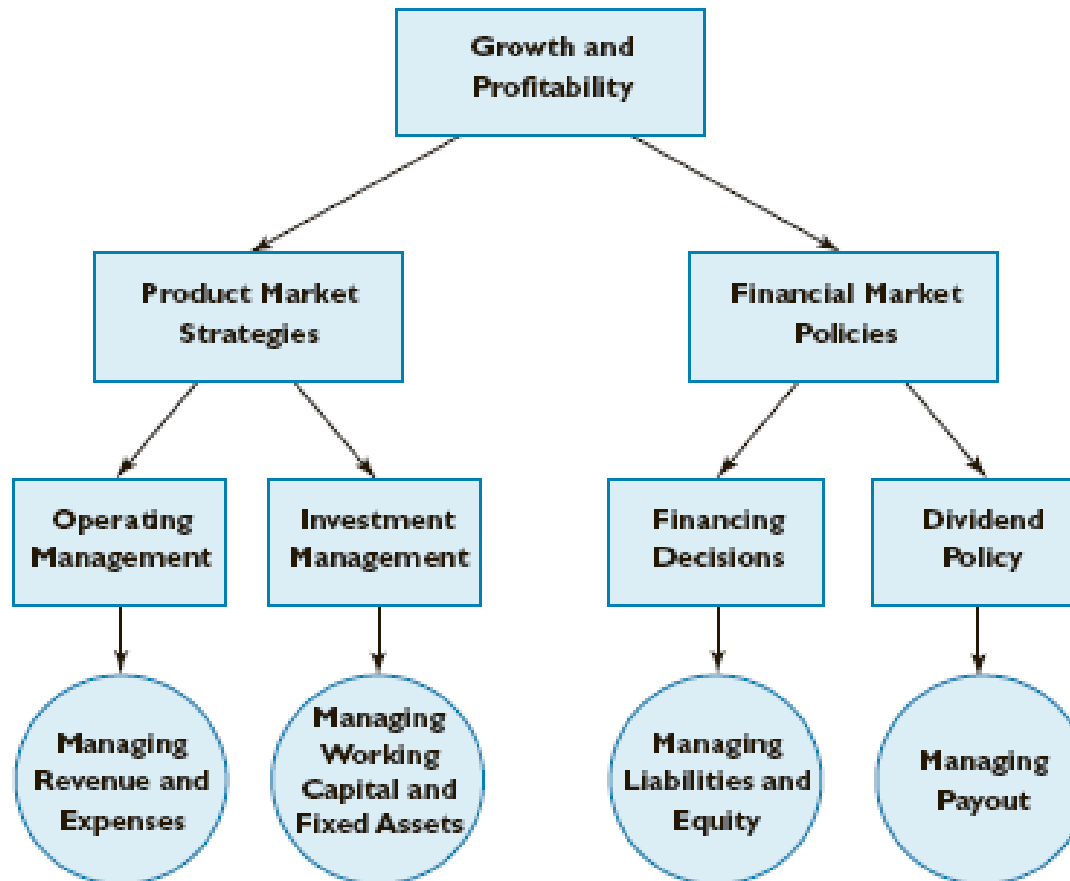 Growth and
Profitability
Product Market
Strategies
Financial Market
Policies
Operating
Management
Investment
Management
Financing
Decisions
Dividend
Policy
Managing
Revenue and
Expenses
Managing
Working
Capital and
Fixed Assets
Managing
Liabilities and
Equity
Managing
Payout